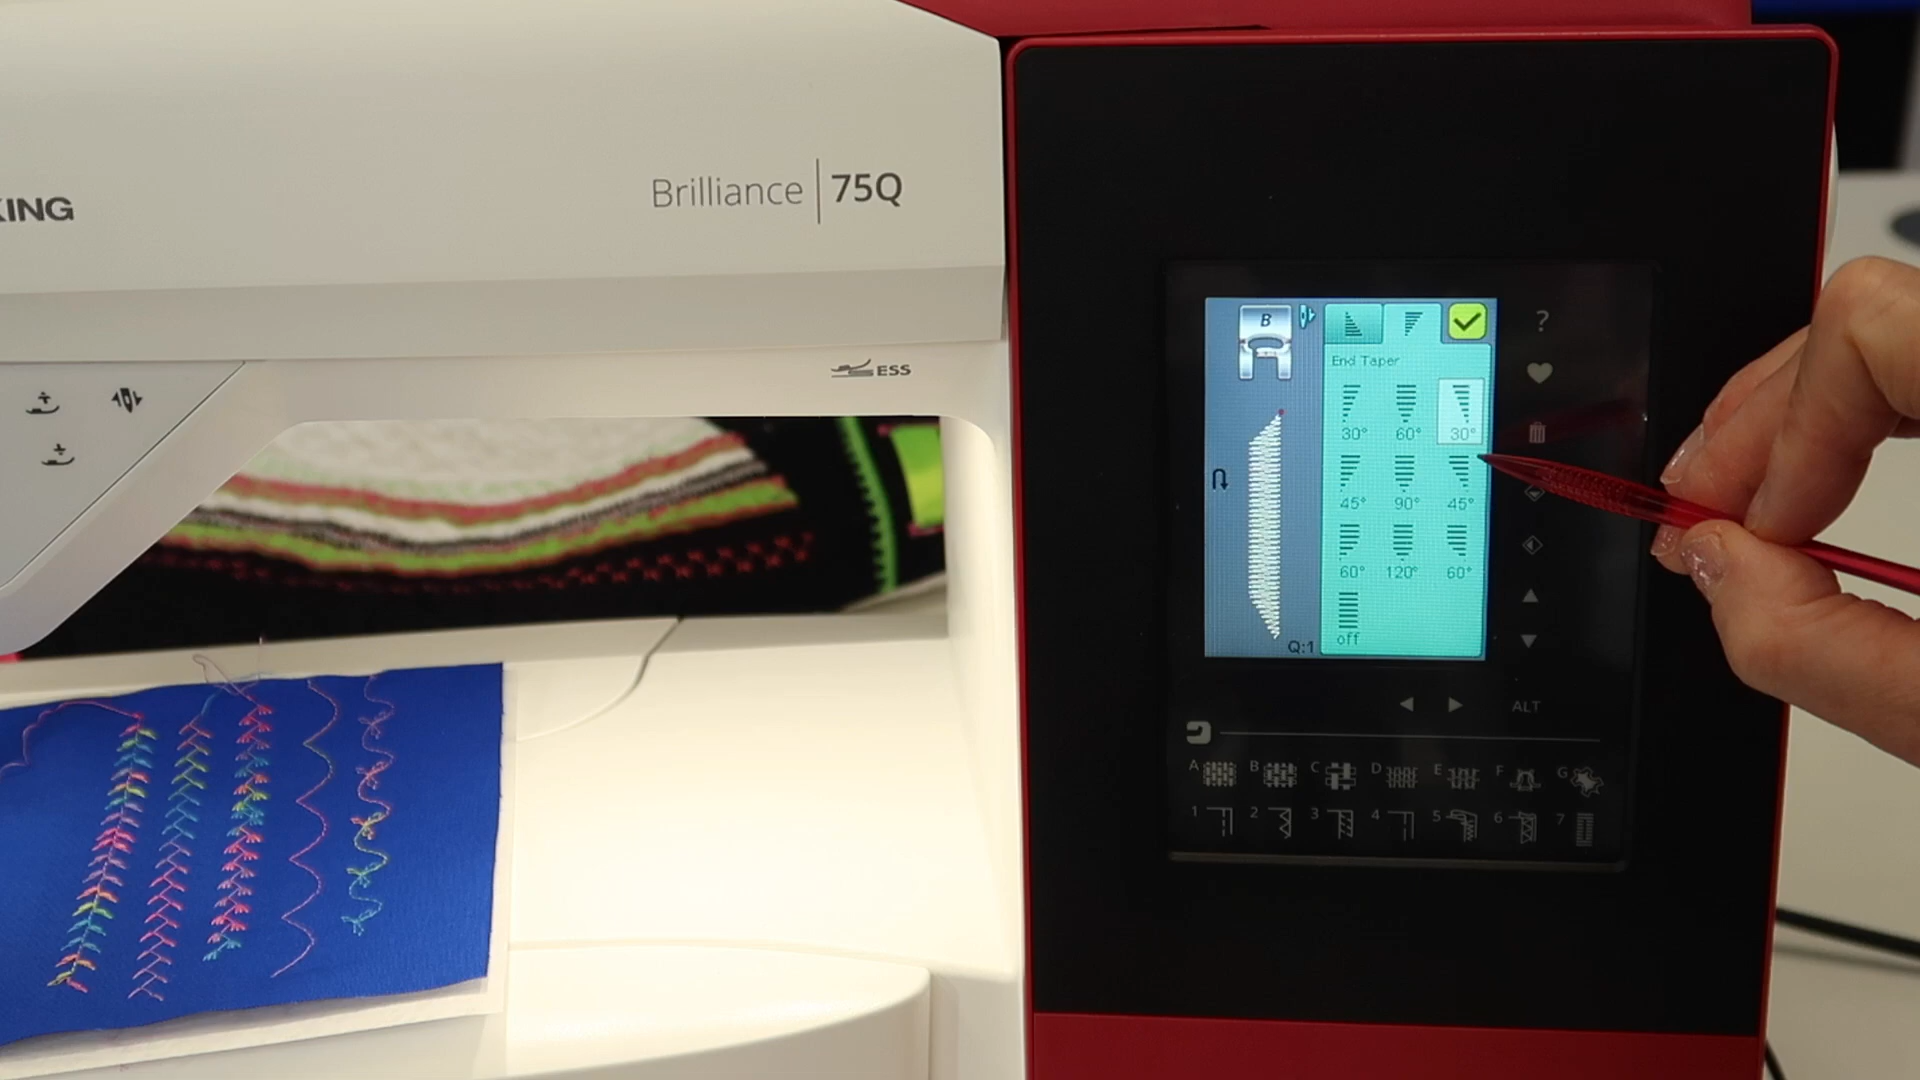 KING
Brilliance | 75Q
ESS
B
End Taper
30° 60° 30°
45° 90° 45°
60° 120° 60°
off
Q:1
?
ALT
A B C D E F G
1 2 3 4 5 6 7